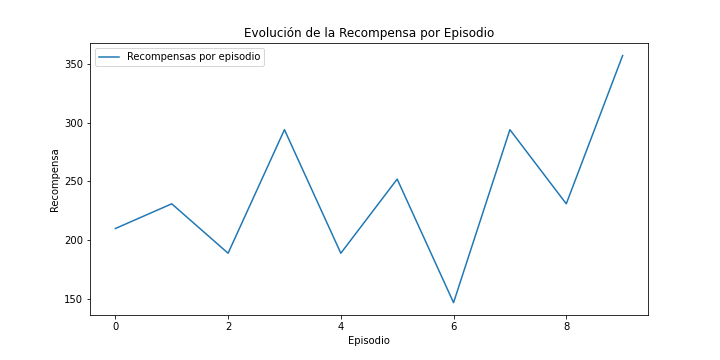 Evolución de la Recompensa por Episodio
Recompensas por episodio
350
300
250
200
150
Recompensa
0 2 4 6 8
Episodio